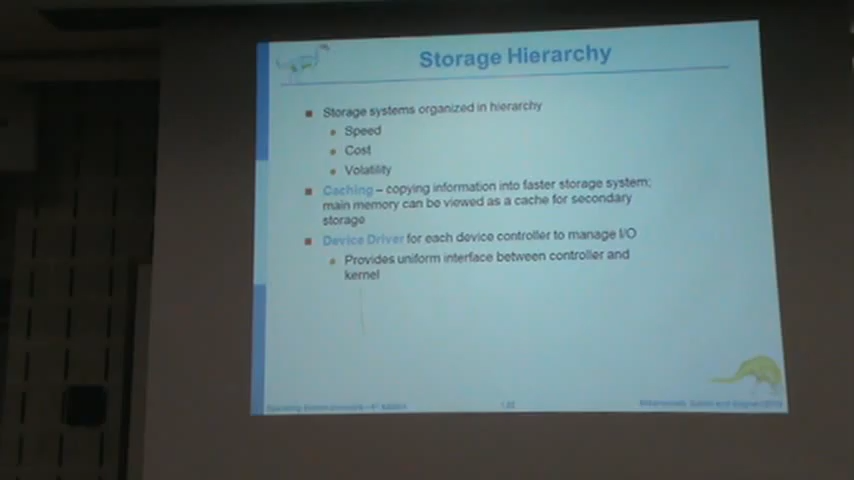 Storage Hierarchy
Storage systems organized in hierarchy
Speed
Cost
Volatility
Caching – copying information into faster storage system;
main memory can be viewed as a cache for secondary
storage
Device Driver for each device controller to manage I/O
Provides uniform interface between controller and
kernel